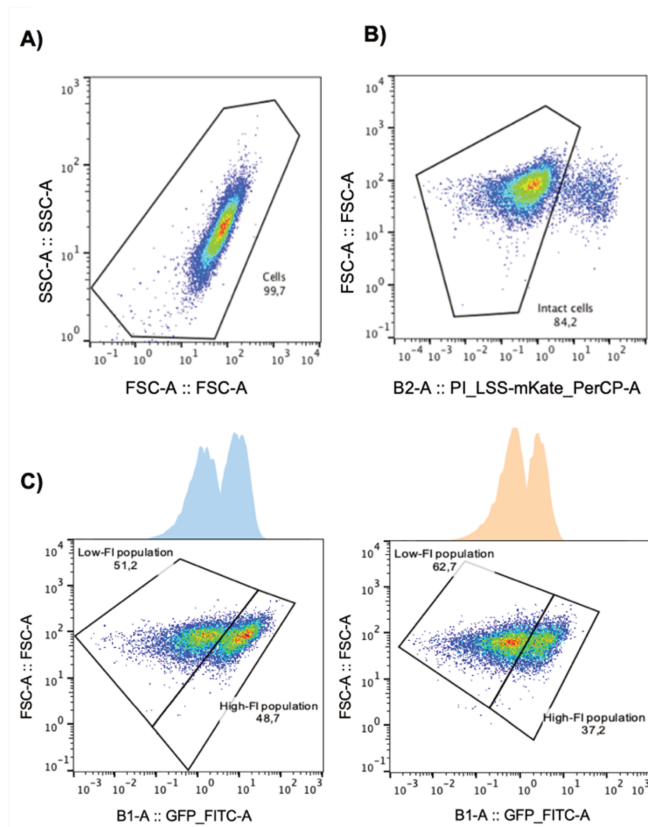 A)
B)
10³
10²
10¹
10⁰
SSC-A :: SSC-A
Cells
99,7
10⁻¹ 10⁰ 10¹ 10² 10³ 10⁴
FSC-A :: FSC-A
10⁴
10³
10²
10¹
10⁰
10⁻¹
FSC-A :: FSC-A
Intact cells
84,2
10⁻⁴ 10⁻³ 10⁻² 10⁻¹ 10⁰ 10¹ 10² 10³
B2-A :: PI_LSS-mKate_PerCP-A
C)
10⁴
10³
10²
10¹
10⁰
10⁻¹
FSC-A :: FSC-A
Low-FI population
51,2
High-FI population
48,7
10⁻³ 10⁻² 10⁻¹ 10⁰ 10¹ 10² 10³
B1-A :: GFP_FITC-A
10⁴
10³
10²
10¹
10⁰
10⁻¹
FSC-A :: FSC-A
Low-FI population
62,7
High-FI population
37,2
10⁻³ 10⁻² 10⁻¹ 10⁰ 10¹ 10² 10³
B1-A :: GFP_FITC-A